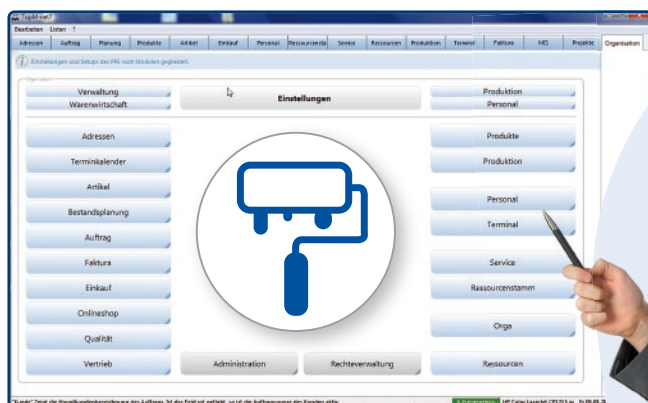 TopM-net7
Bearbeiten Listen ?
Adressen Auftrag Planung Produkte Artikel Einkauf Personal Service Ressourcen Produktion Terminal Faktura MIS Projekte Organisation
Einstellungen und Setups des PPS nach Modulen gegliedert.
Verwaltung
Warenwirtschaft
Einstellungen
Produktion
Personal
Adressen
Produkte
Terminkalender
Produktion
Artikel
Bestandsplanung
Personal
Auftrag
Terminal
Faktura
Service
Einkauf
Ressourcenstamm
Onlineshop
Orga
Qualität
Vertrieb
Administration
Rechteverwaltung
Ressourcen